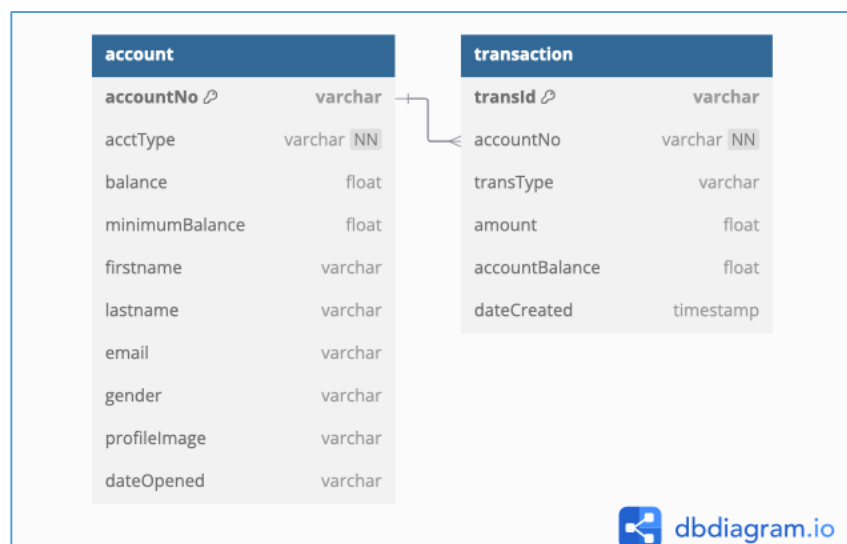 account
accountNo varchar
acctType varchar NN
balance float
minimumBalance float
firstname varchar
lastname varchar
email varchar
gender varchar
profileImage varchar
dateOpened varchar
transaction
transId varchar
accountNo varchar NN
transType varchar
amount float
accountBalance float
dateCreated timestamp
dbdiagram.io